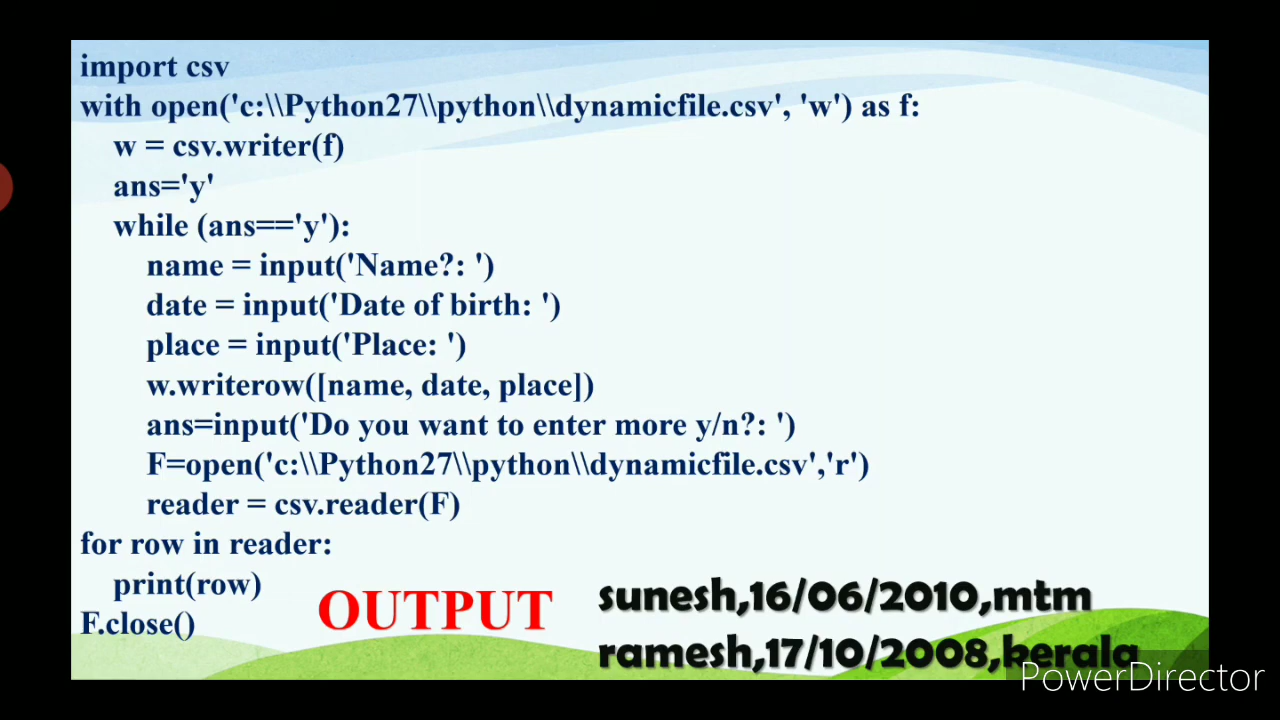 import csv
with open('c:\\Python27\\python\\dynamicfile.csv', 'w') as f:
    w = csv.writer(f)
    ans='y'
    while (ans=='y'):
        name = input('Name?: ')
        date = input('Date of birth: ')
        place = input('Place: ')
        w.writerow([name, date, place])
        ans=input('Do you want to enter more y/n?: ')
        F=open('c:\\Python27\\python\\dynamicfile.csv','r')
        reader = csv.reader(F)
for row in reader:
    print(row)
F.close()
OUTPUT
sunesh,16/06/2010,mtm
ramesh,17/10/2008,kerala
PowerDirector